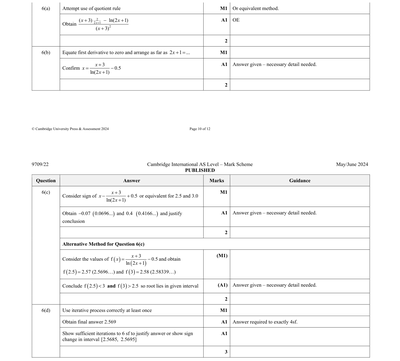 6(a) Attempt use of quotient rule M1 Or equivalent method.
Obtain ((x+3) 2/(2x+1) − ln(2x+1))/(x+3)² A1 OE
2
6(b) Equate first derivative to zero and arrange as far as 2x+1=... M1
Confirm x = (x+3)/ln(2x+1) −0.5 A1 Answer given – necessary detail needed.
2
© Cambridge University Press & Assessment 2024 Page 10 of 12
9709/22 Cambridge International AS Level – Mark Scheme May/June 2024
PUBLISHED
Question Answer Marks Guidance
6(c) Consider sign of x − (x+3)/ln(2x+1) +0.5 or equivalent for 2.5 and 3.0 M1
Obtain −0.07 (0.0696...) and 0.4 (0.4166...) and justify A1 Answer given – necessary detail needed.
conclusion
2
Alternative Method for Question 6(c)
Consider the values of f(x) = (x+3)/ln(2x+1) −0.5 and obtain (M1)
f(2.5)=2.57 (2.5696...) and f(3)=2.58 (2.58339...)
Conclude f(2.5)<3 and f(3)>2.5 so root lies in given interval (A1) Answer given – necessary detail needed.
2
6(d) Use iterative process correctly at least once M1
Obtain final answer 2.569 A1 Answer required to exactly 4sf.
Show sufficient iterations to 6 sf to justify answer or show sign A1
change in interval [2.5685, 2.5695]
3